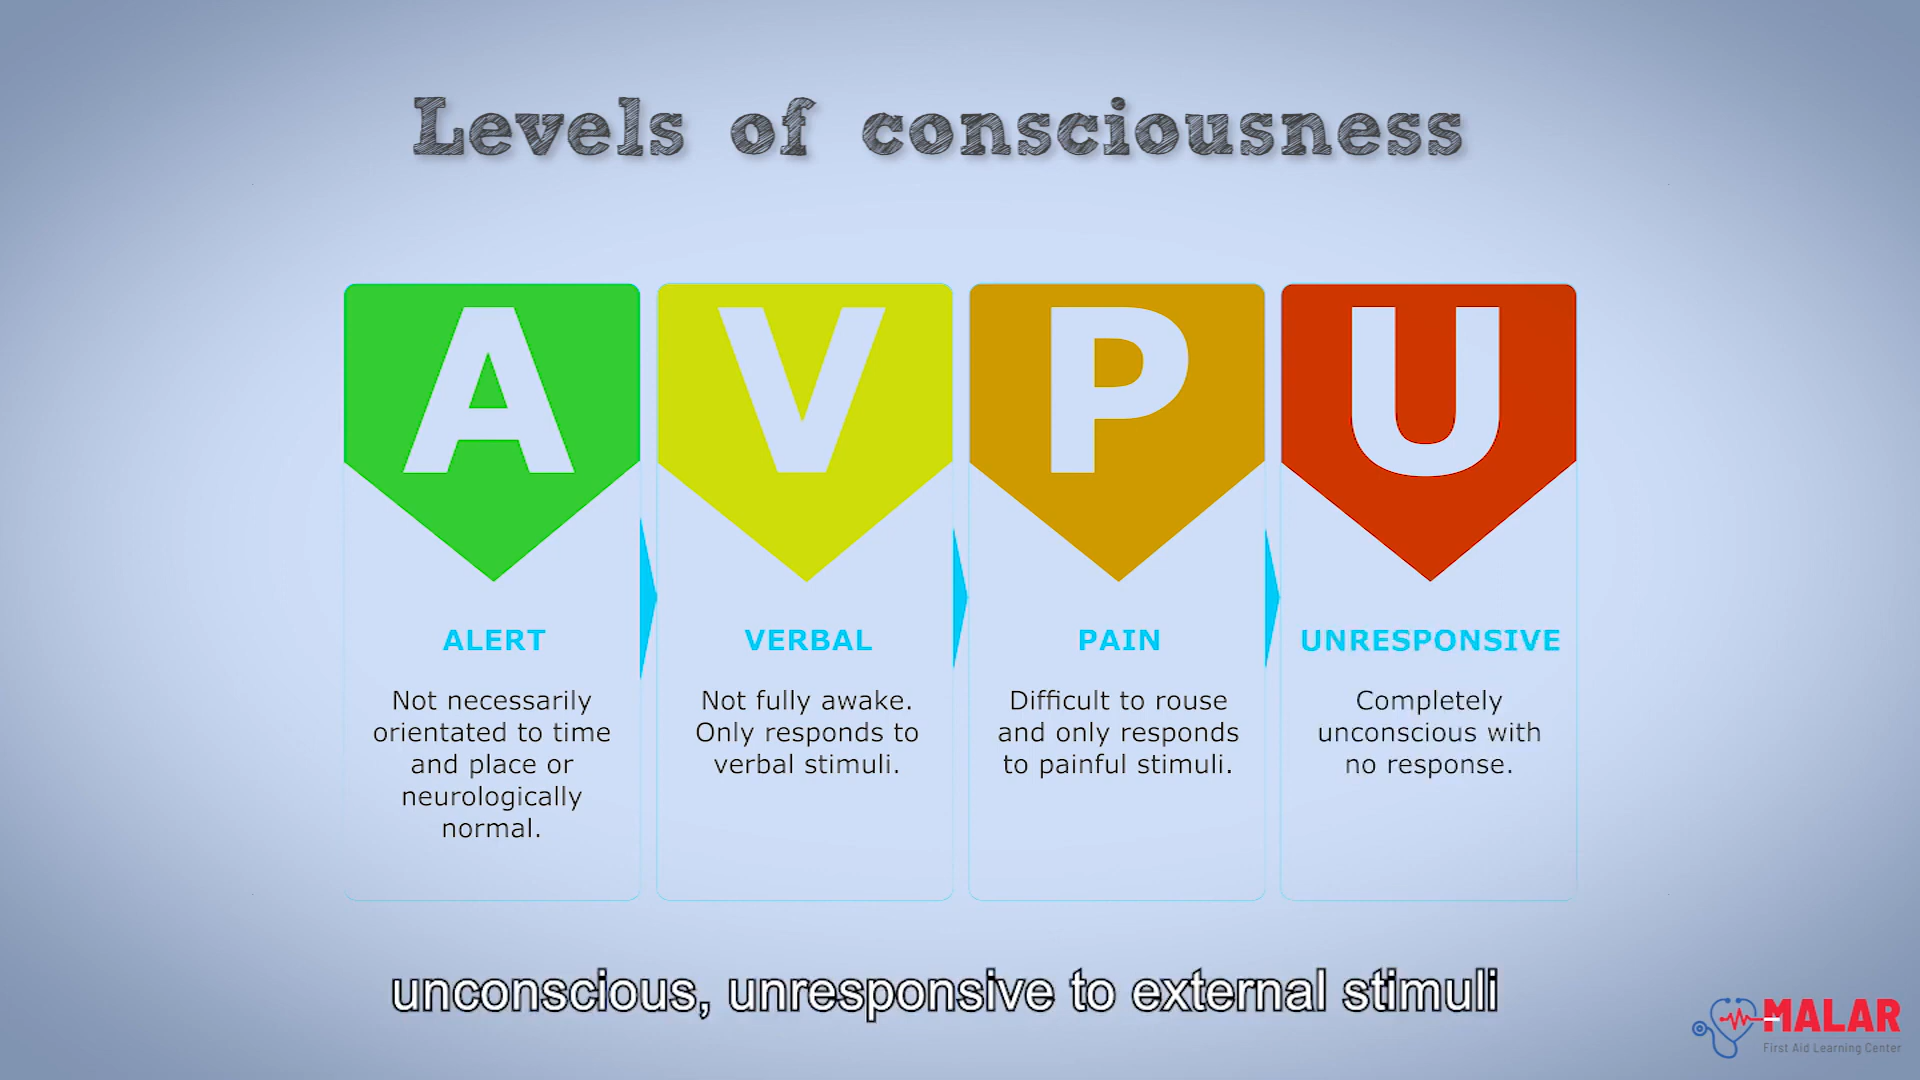 Levels of consciousness
A
V
P
U
ALERT
Not necessarily
orientated to time
and place or
neurologically
normal.
VERBAL
Not fully awake.
Only responds to
verbal stimuli.
PAIN
Difficult to rouse
and only responds
to painful stimuli.
UNRESPONSIVE
Completely
unconscious with
no response.
unconscious, unresponsive to external stimuli
MALAR
First Aid Learning Center